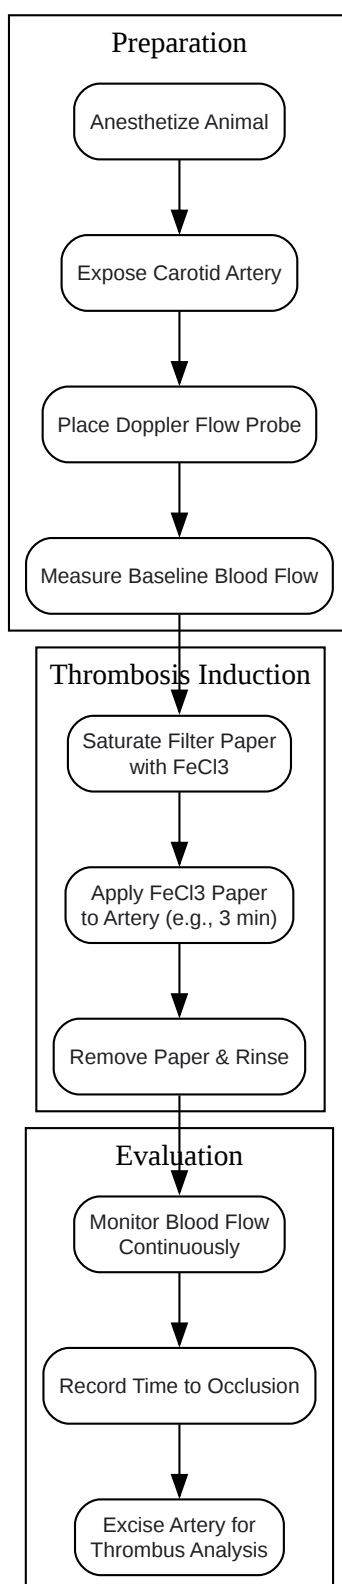 Preparation
Anesthetize Animal
Expose Carotid Artery
Place Doppler Flow Probe
Measure Baseline Blood Flow
Thrombosis Induction
Saturate Filter Paper
with FeCl3
Apply FeCl3 Paper
to Artery (e.g., 3 min)
Remove Paper & Rinse
Evaluation
Monitor Blood Flow
Continuously
Record Time to Occlusion
Excise Artery for
Thrombus Analysis